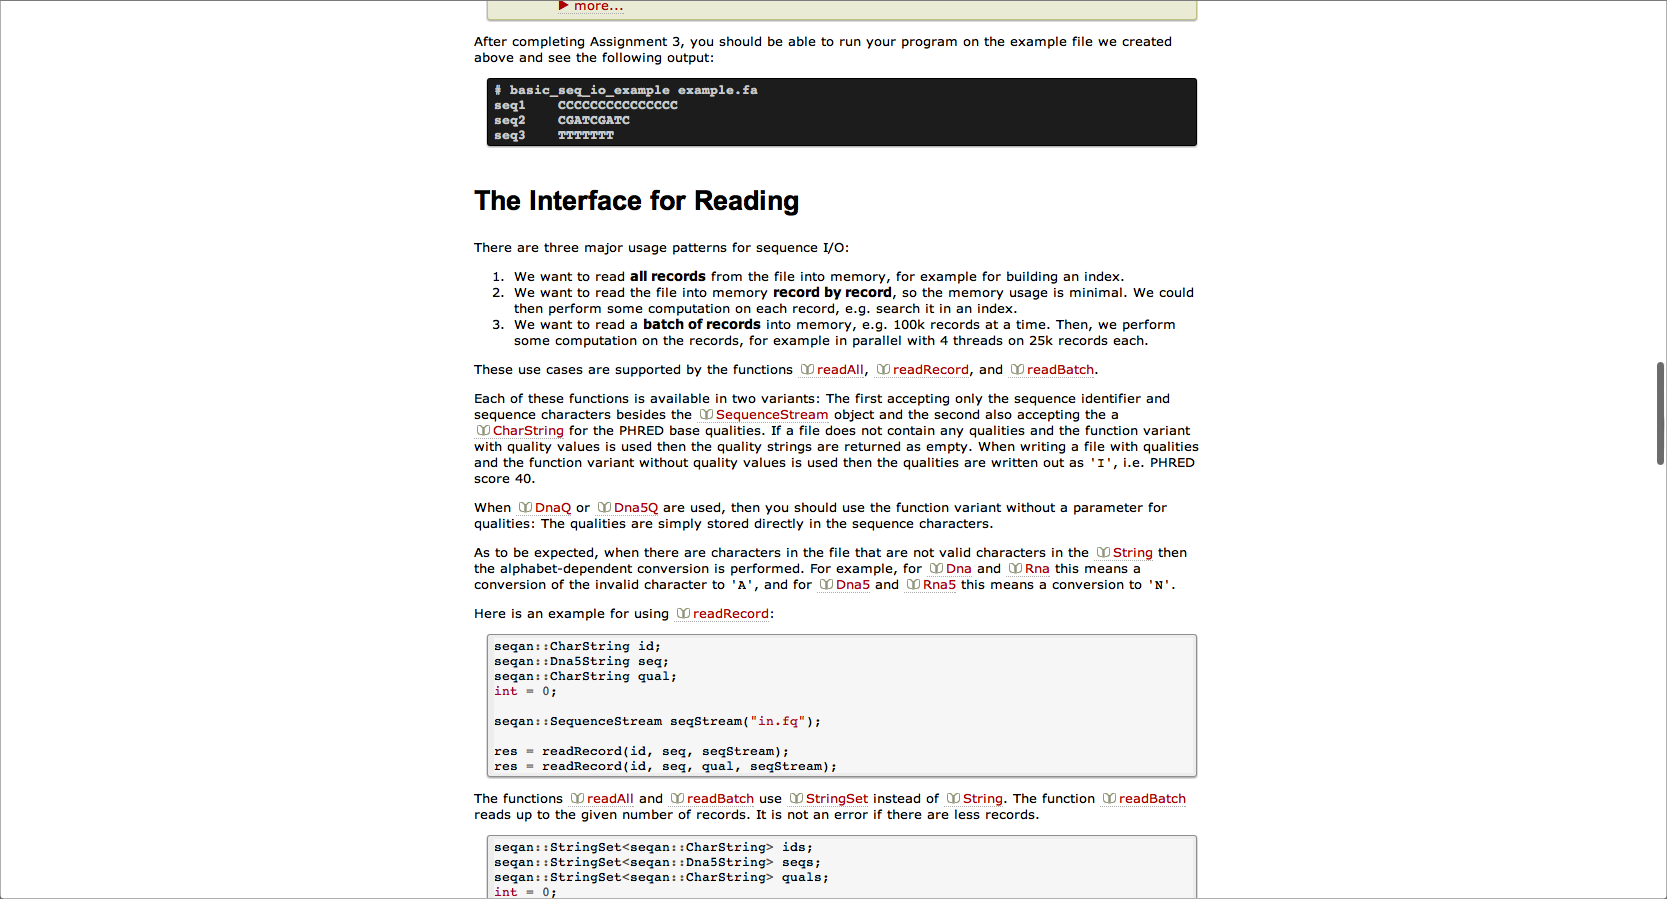 ▶ more...
After completing Assignment 3, you should be able to run your program on the example file we created
above and see the following output:
# basic_seq_io_example example.fa
seq1    CCCCCCCCCCCCCCC
seq2    CGATCGATC
seq3    TTTTTTT
The Interface for Reading
There are three major usage patterns for sequence I/O:
1. We want to read all records from the file into memory, for example for building an index.
2. We want to read the file into memory record by record, so the memory usage is minimal. We could
then perform some computation on each record, e.g. search it in an index.
3. We want to read a batch of records into memory, e.g. 100k records at a time. Then, we perform
some computation on the records, for example in parallel with 4 threads on 25k records each.
These use cases are supported by the functions readAll, readRecord, and readBatch.
Each of these functions is available in two variants: The first accepting only the sequence identifier and
sequence characters besides the SequenceStream object and the second also accepting the a
CharString for the PHRED base qualities. If a file does not contain any qualities and the function variant
with quality values is used then the quality strings are returned as empty. When writing a file with qualities
and the function variant without quality values is used then the qualities are written out as 'I', i.e. PHRED
score 40.
When DnaQ or Dna5Q are used, then you should use the function variant without a parameter for
qualities: The qualities are simply stored directly in the sequence characters.
As to be expected, when there are characters in the file that are not valid characters in the String then
the alphabet-dependent conversion is performed. For example, for Dna and Rna this means a
conversion of the invalid character to 'A', and for Dna5 and Rna5 this means a conversion to 'N'.
Here is an example for using readRecord:
seqan::CharString id;
seqan::Dna5String seq;
seqan::CharString qual;
int = 0;
seqan::SequenceStream seqStream("in.fq");
res = readRecord(id, seq, seqStream);
res = readRecord(id, seq, qual, seqStream);
The functions readAll and readBatch use StringSet instead of String. The function readBatch
reads up to the given number of records. It is not an error if there are less records.
seqan::StringSet<seqan::CharString> ids;
seqan::StringSet<seqan::Dna5String> seqs;
seqan::StringSet<seqan::CharString> quals;
int = 0;